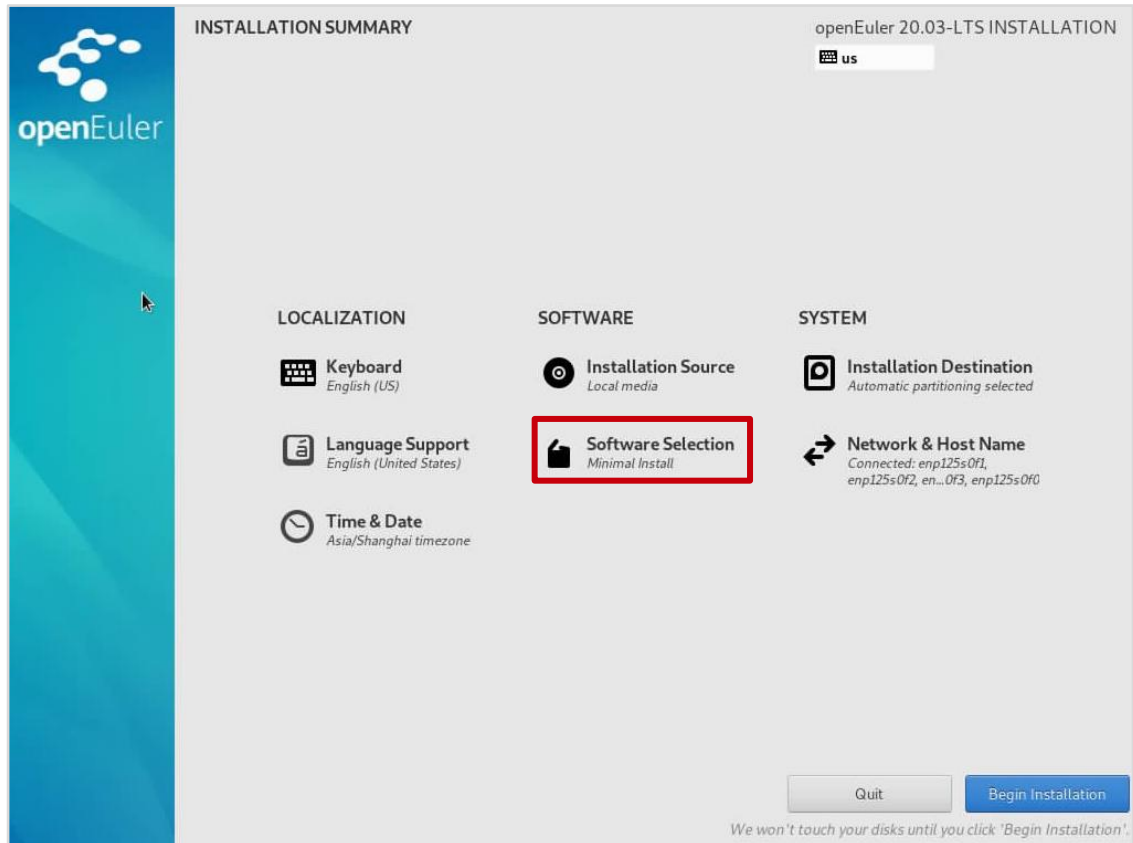 INSTALLATION SUMMARY
openEuler 20.03-LTS INSTALLATION
us
openEuler
LOCALIZATION
Keyboard
English (US)
Language Support
English (United States)
Time & Date
Asia/Shanghai timezone
SOFTWARE
Installation Source
Local media
Software Selection
Minimal Install
SYSTEM
Installation Destination
Automatic partitioning selected
Network & Host Name
Connected: enp125s0f1,
enp125s0f2, en...0f3, enp125s0f0
Quit
Begin Installation
We won't touch your disks until you click 'Begin Installation'.